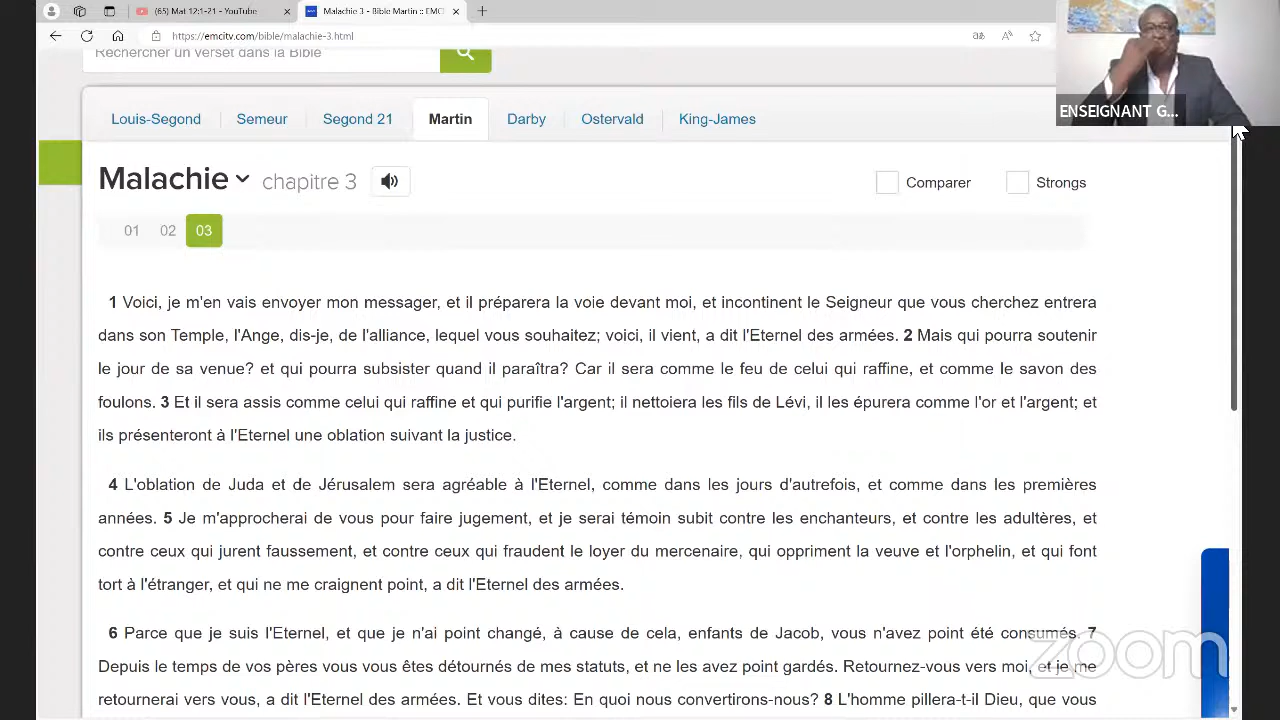 (65) Mat 12:1-21 - YouTube
Malachie 3 - Bible Martin :: EMC
https://emcitv.com/bible/malachie-3.html
Rechercher un verset dans la Bible
ENSEIGNANT G...
Louis-Segond Semeur Segond 21 Martin Darby Ostervald King-James
Malachie chapitre 3
Comparer Strongs
01 02 03
1 Voici, je m'en vais envoyer mon messager, et il préparera la voie devant moi, et incontinent le Seigneur que vous cherchez entrera
dans son Temple, l'Ange, dis-je, de l'alliance, lequel vous souhaitez; voici, il vient, a dit l'Eternel des armées. 2 Mais qui pourra soutenir
le jour de sa venue? et qui pourra subsister quand il paraîtra? Car il sera comme le feu de celui qui raffine, et comme le savon des
foulons. 3 Et il sera assis comme celui qui raffine et qui purifie l'argent; il nettoiera les fils de Lévi, il les épurera comme l'or et l'argent; et
ils présenteront à l'Eternel une oblation suivant la justice.
4 L'oblation de Juda et de Jérusalem sera agréable à l'Eternel, comme dans les jours d'autrefois, et comme dans les premières
années. 5 Je m'approcherai de vous pour faire jugement, et je serai témoin subit contre les enchanteurs, et contre les adultères, et
contre ceux qui jurent faussement, et contre ceux qui fraudent le loyer du mercenaire, qui oppriment la veuve et l'orphelin, et qui font
tort à l'étranger, et qui ne me craignent point, a dit l'Eternel des armées.
6 Parce que je suis l'Eternel, et que je n'ai point changé, à cause de cela, enfants de Jacob, vous n'avez point été consumés. 7
Depuis le temps de vos pères vous vous êtes détournés de mes statuts, et ne les avez point gardés. Retournez-vous vers moi, et je me
retournerai vers vous, a dit l'Eternel des armées. Et vous dites: En quoi nous convertirons-nous? 8 L'homme pillera-t-il Dieu, que vous
zoom